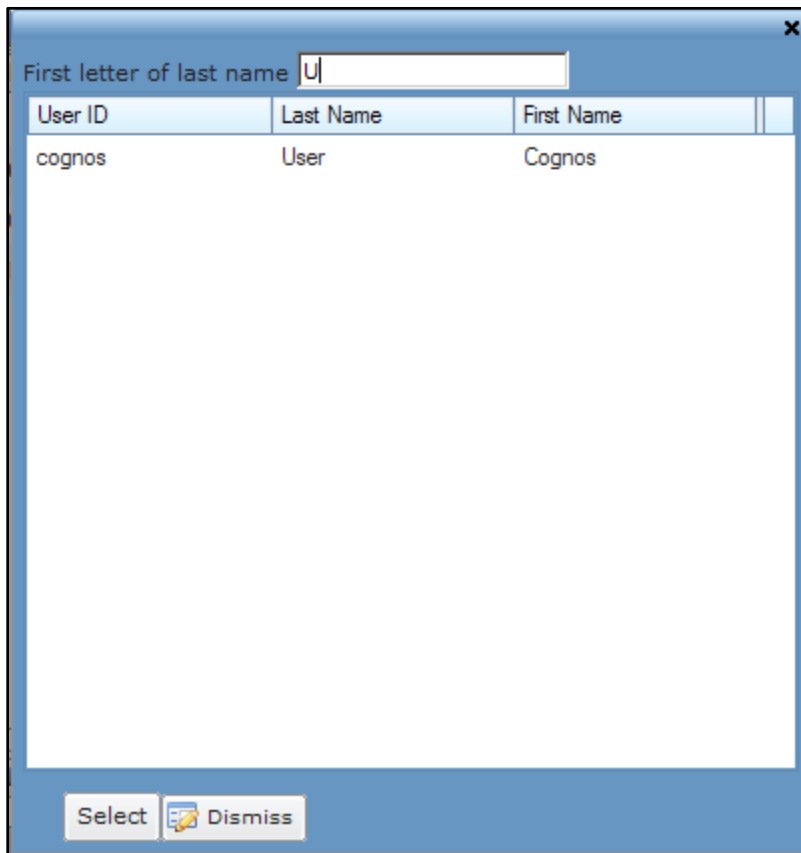 First letter of last name U
User ID Last Name First Name
cognos User Cognos
Select Dismiss